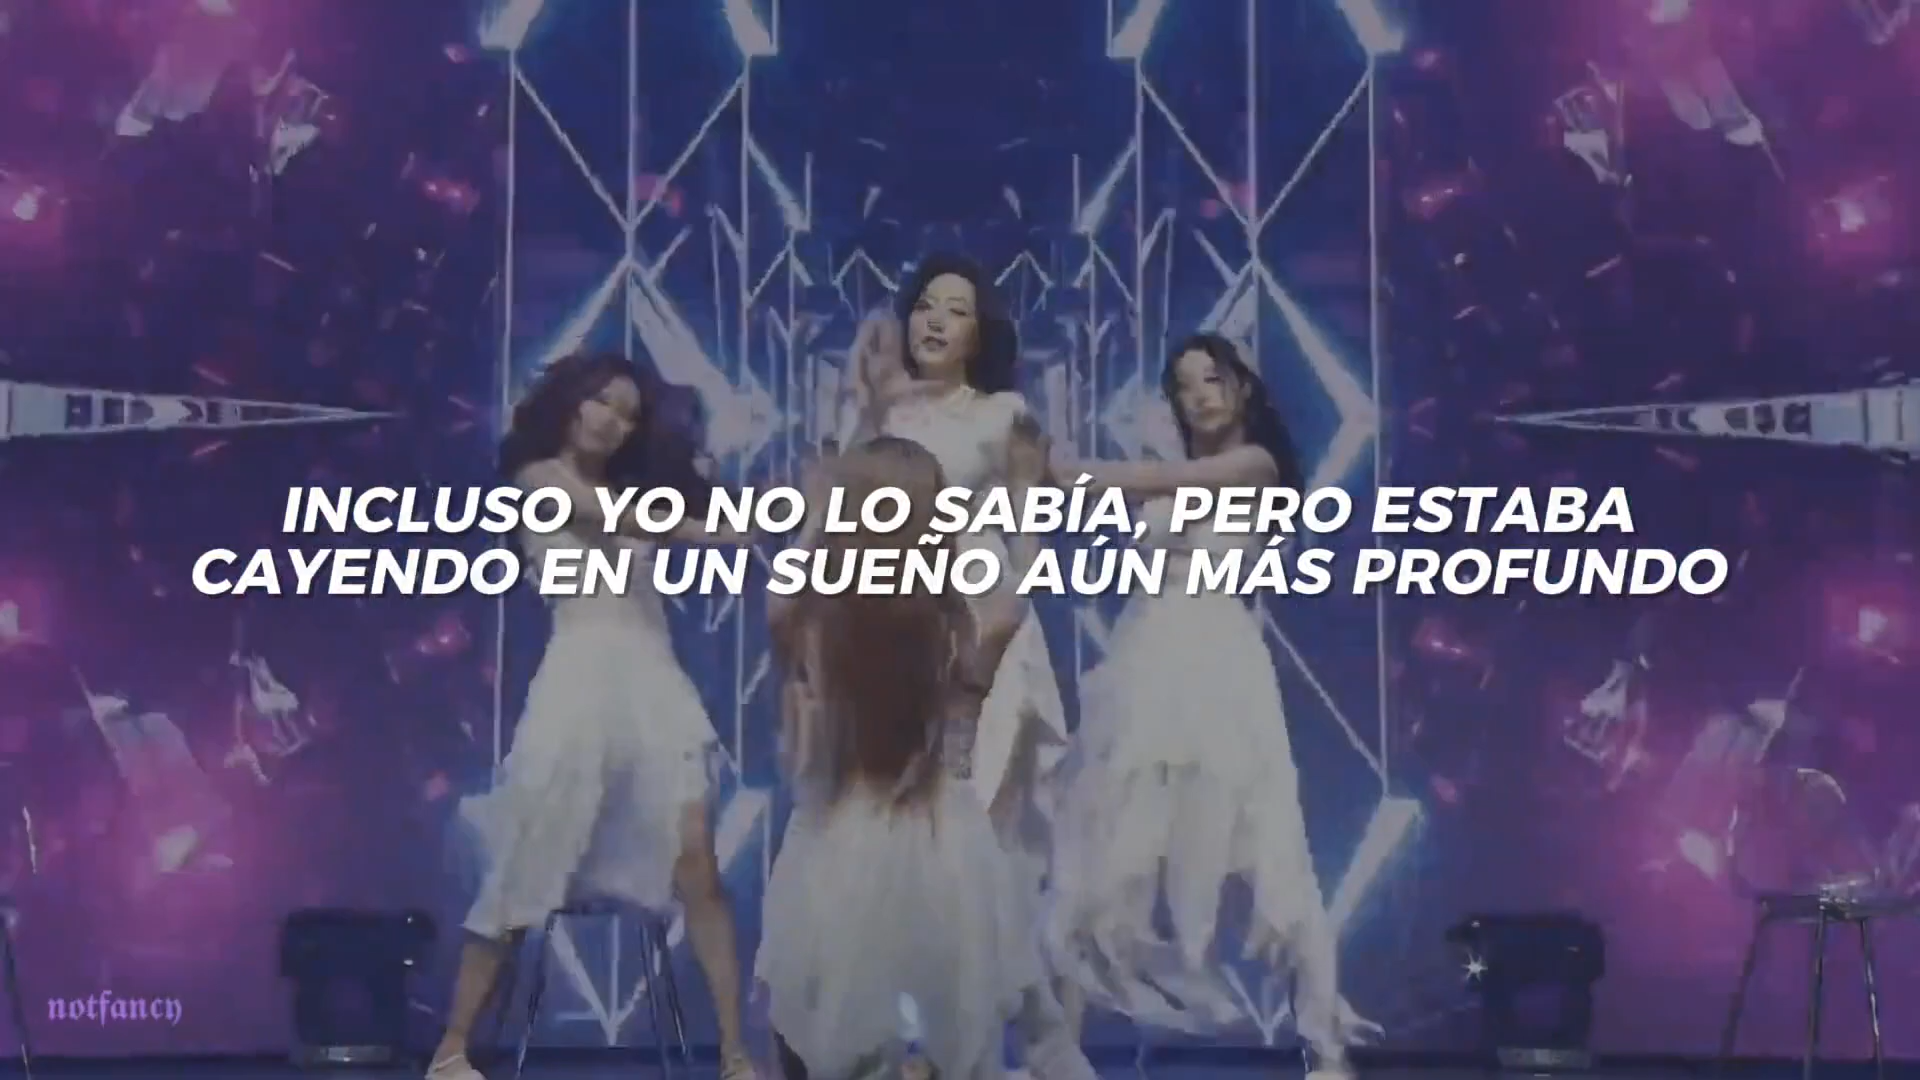 INCLUSO YO NO LO SABÍA, PERO ESTABA
CAYENDO EN UN SUEÑO AÚN MÁS PROFUNDO
notfancy